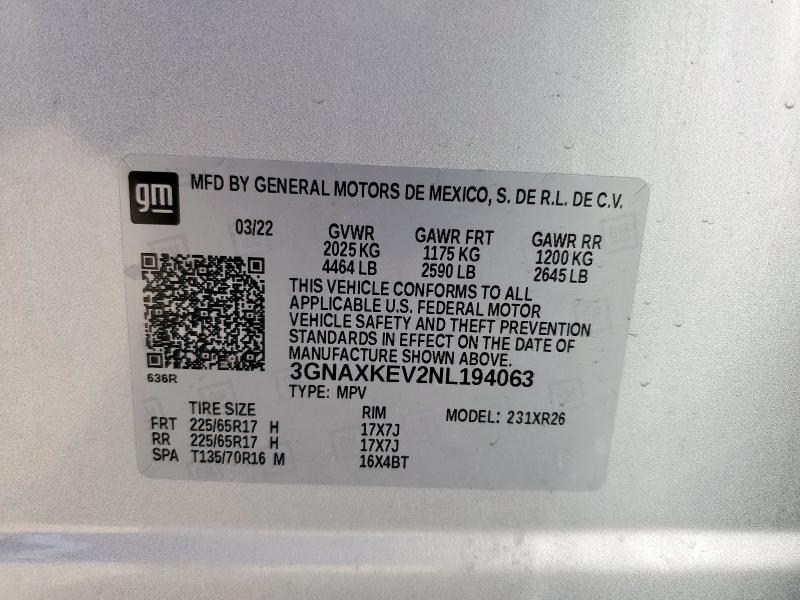 gm
MFD BY GENERAL MOTORS DE MEXICO, S. DE R.L. DE C.V.
03/22 GVWR GAWR FRT GAWR RR
2025 KG 1175 KG 1200 KG
4464 LB 2590 LB 2645 LB
THIS VEHICLE CONFORMS TO ALL
APPLICABLE U.S. FEDERAL MOTOR
VEHICLE SAFETY AND THEFT PREVENTION
STANDARDS IN EFFECT ON THE DATE OF
MANUFACTURE SHOWN ABOVE.
636R
3GNAXKEV2NL194063
TYPE: MPV
TIRE SIZE RIM MODEL: 231XR26
FRT 225/65R17 H 17X7J
RR 225/65R17 H 17X7J
SPA T135/70R16 M 16X4BT